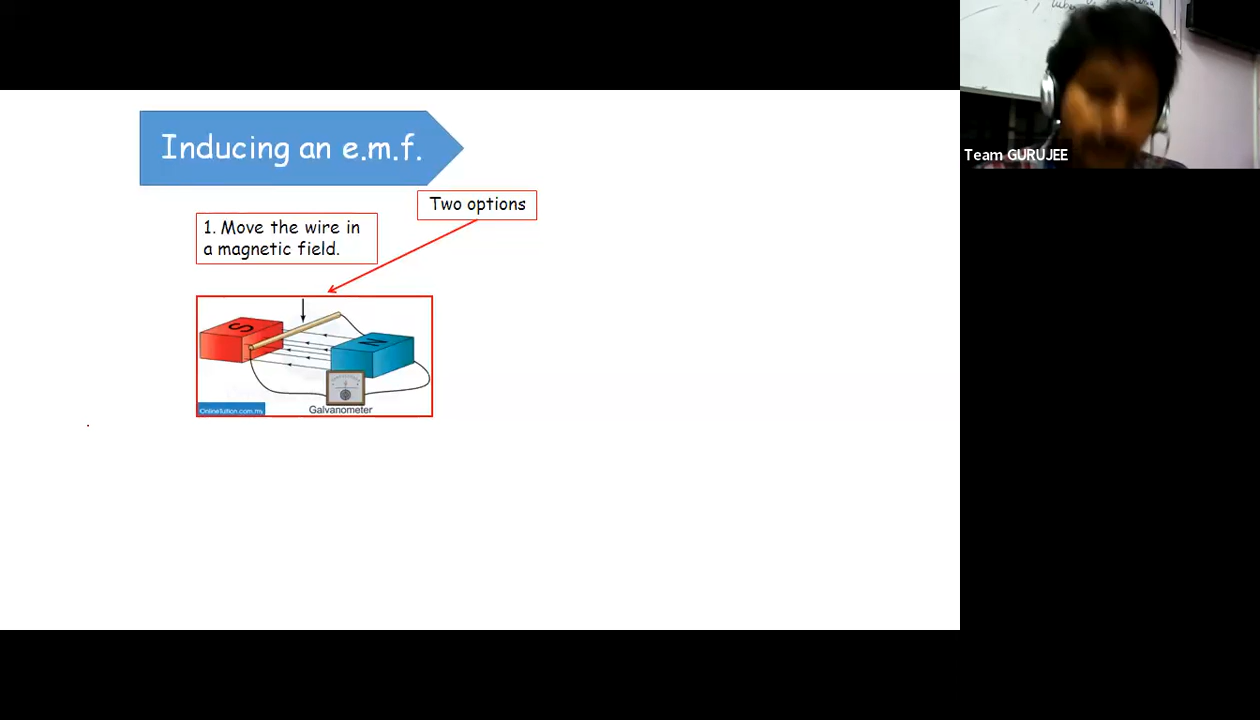 Inducing an e.m.f.
Two options
1. Move the wire in
a magnetic field.
S
N
OnlineTuition.com.my
Galvanometer
Team GURUJEE